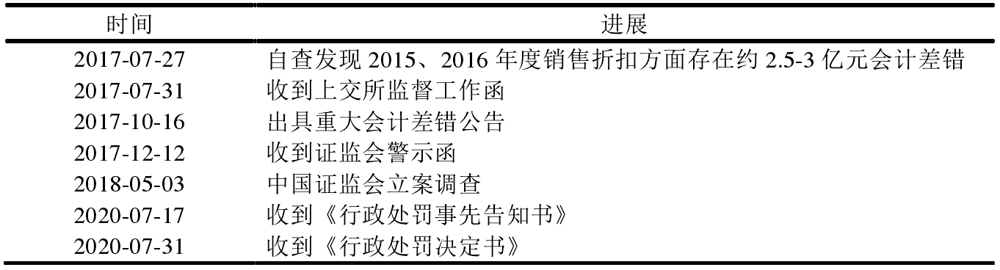 时间 进展
2017-07-27 自查发现 2015、2016 年度销售折扣方面存在约 2.5-3 亿元会计差错
2017-07-31 收到上交所监督工作函
2017-10-16 出具重大会计差错公告
2017-12-12 收到证监会警示函
2018-05-03 中国证监会立案调查
2020-07-17 收到《行政处罚事先告知书》
2020-07-31 收到《行政处罚决定书》